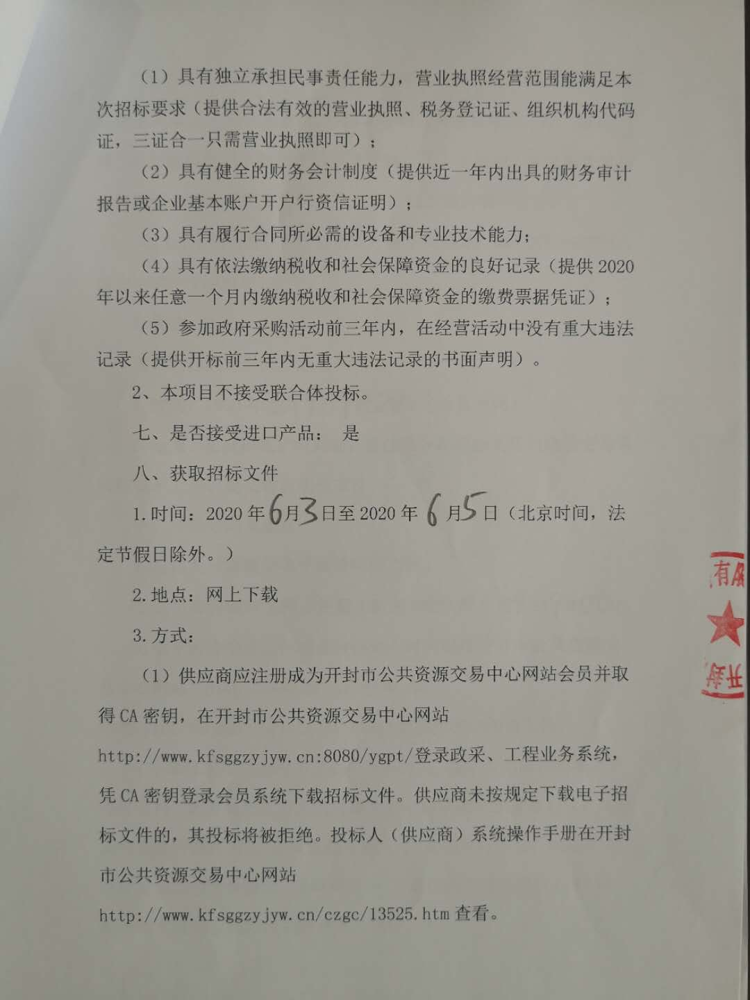 （1）具有独立承担民事责任能力，营业执照经营范围能满足本
次招标要求（提供合法有效的营业执照、税务登记证、组织机构代码
证，三证合一只需营业执照即可）；
（2）具有健全的财务会计制度（提供近一年内出具的财务审计
报告或企业基本账户开户行资信证明）；
（3）具有履行合同所必需的设备和专业技术能力；
（4）具有依法缴纳税收和社会保障资金的良好记录（提供2020
年以来任意一个月内缴纳税收和社会保障资金的缴费票据凭证）；
（5）参加政府采购活动前三年内，在经营活动中没有重大违法
记录（提供开标前三年内无重大违法记录的书面声明）。
2、本项目不接受联合体投标。
七、是否接受进口产品： 是
八、获取招标文件
1.时间：2020年6月3日至2020年6月5日（北京时间，法
定节假日除外。）
2.地点：网上下载
3.方式：
（1）供应商应注册成为开封市公共资源交易中心网站会员并取
得CA密钥，在开封市公共资源交易中心网站
http://www.kfsggzyjyw.cn:8080/ygpt/登录政采、工程业务系统，
凭CA密钥登录会员系统下载招标文件。供应商未按规定下载电子招
标文件的，其投标将被拒绝。投标人（供应商）系统操作手册在开封
市公共资源交易中心网站
http://www.kfsggzyjyw.cn/czgc/13525.htm查看。
有
开封